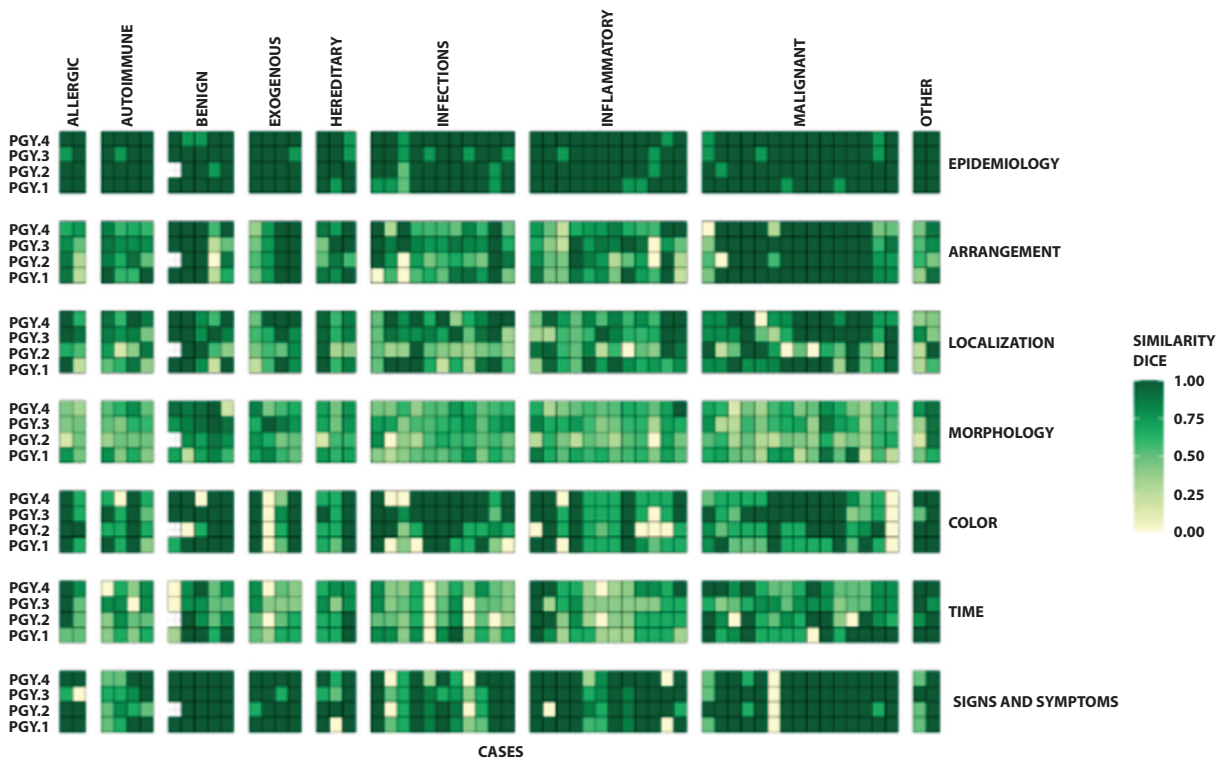 ALLERGIC
AUTOIMMUNE
BENIGN
EXOGENOUS
HEREDITARY
INFECTIONS
INFLAMMATORY
MALIGNANT
OTHER
PGY.4
PGY.3
PGY.2
PGY.1
EPIDEMIOLOGY
PGY.4
PGY.3
PGY.2
PGY.1
ARRANGEMENT
PGY.4
PGY.3
PGY.2
PGY.1
LOCALIZATION
PGY.4
PGY.3
PGY.2
PGY.1
MORPHOLOGY
PGY.4
PGY.3
PGY.2
PGY.1
COLOR
PGY.4
PGY.3
PGY.2
PGY.1
TIME
PGY.4
PGY.3
PGY.2
PGY.1
SIGNS AND SYMPTOMS
CASES
SIMILARITY
DICE
1.00
0.75
0.50
0.25
0.00